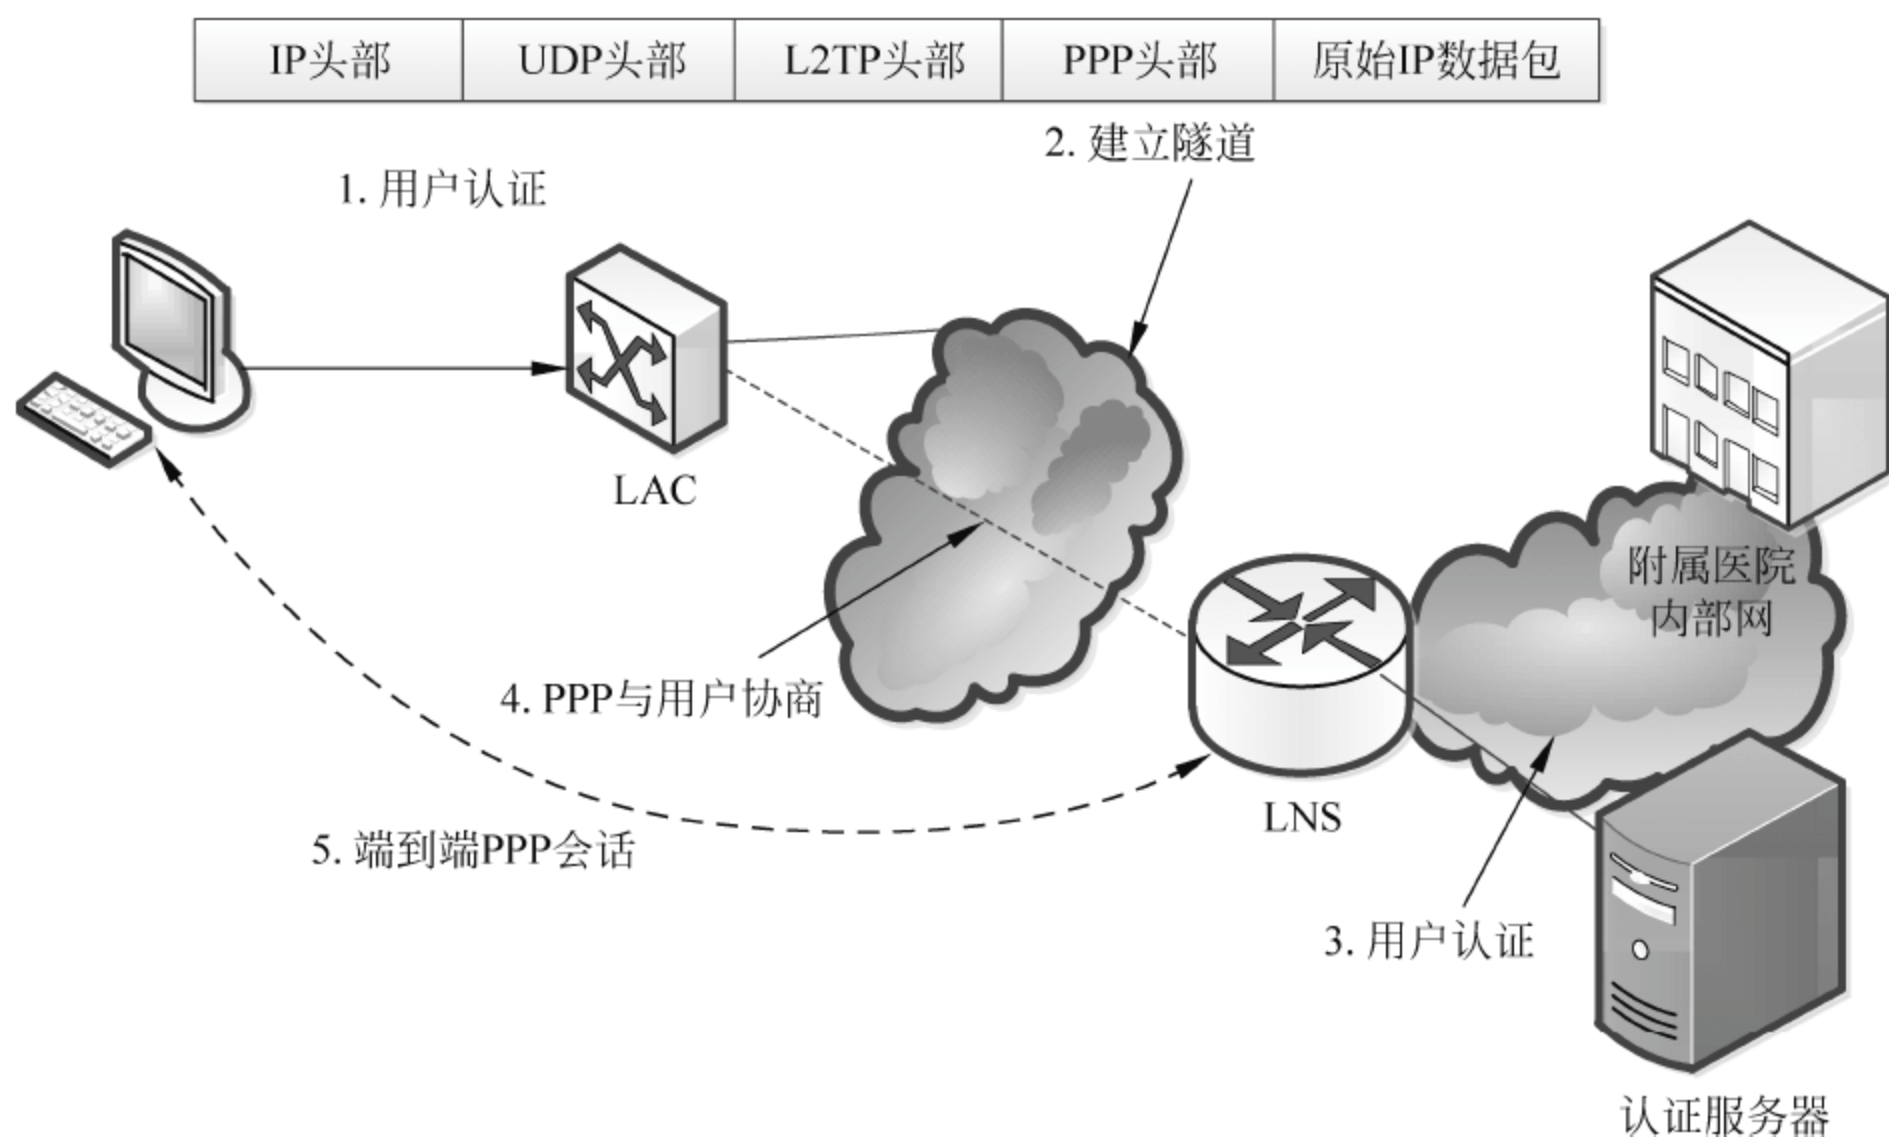 IP头部 UDP头部 L2TP头部 PPP头部 原始IP数据包
2. 建立隧道
1. 用户认证
LAC
附属医院
内部网
4. PPP与用户协商
LNS
5. 端到端PPP会话
3. 用户认证
认证服务器